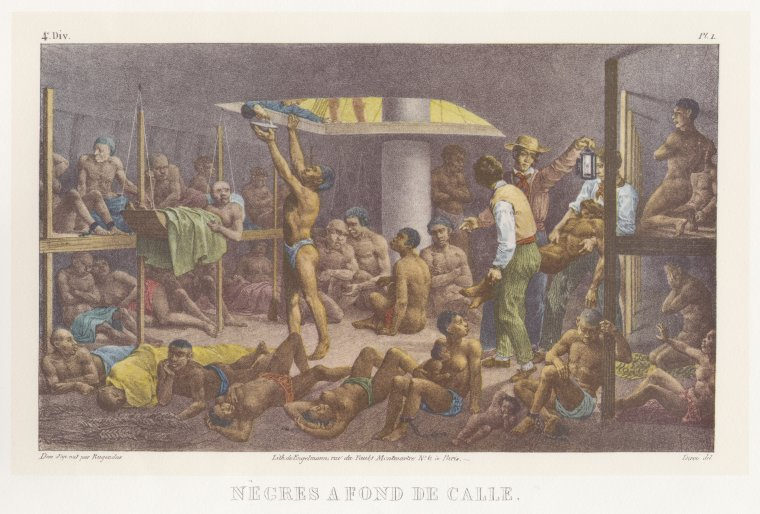 4e. Div.
Pl. 1.
Dess. d'ap. nat. par Rugendas
Lith. de Engelmann, rue du Faub. Montmartre No. 6 à Paris.
del.
NÈGRES A FOND DE CALLE.